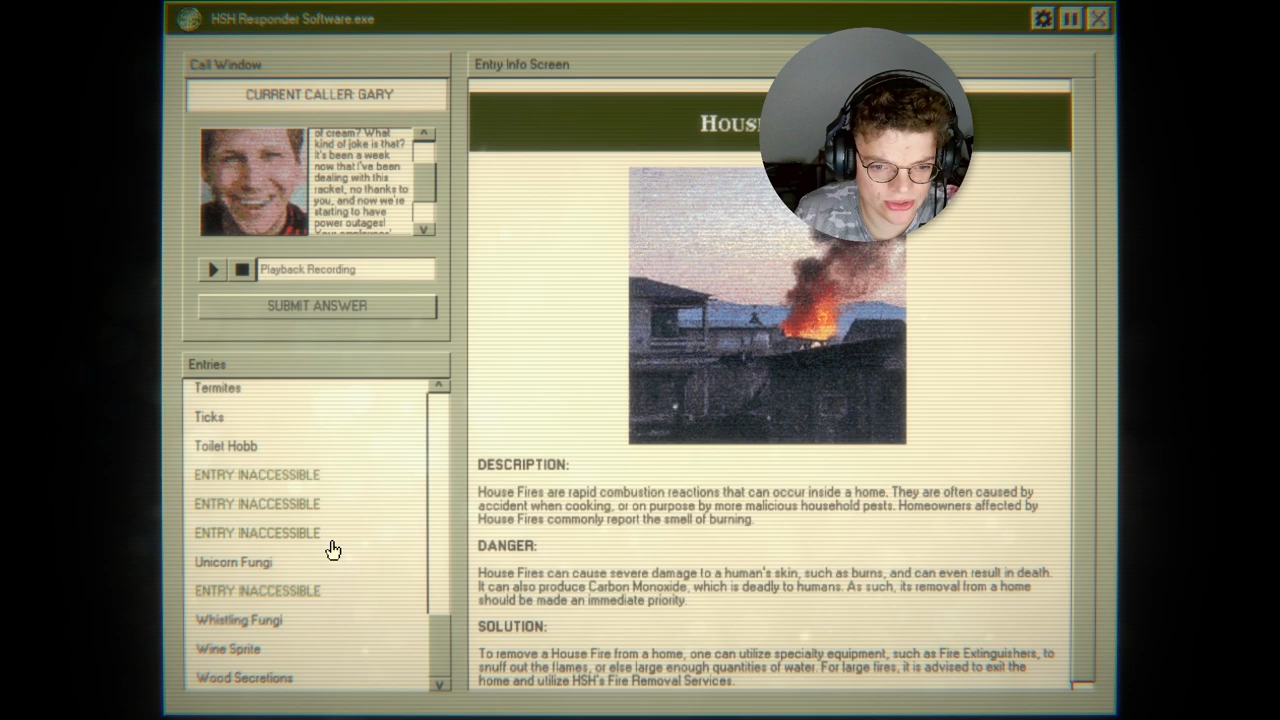 HSH Responder Software.exe
Call Window
CURRENT CALLER: GARY
of cream? What
kind of joke is that?
It's been a week
now that I've been
dealing with this
racket, no thanks to
you, and now we're
starting to have
power outages!
Your employees'
Playback Recording
SUBMIT ANSWER
Entries
Termites
Ticks
Toilet Hobb
ENTRY INACCESSIBLE
ENTRY INACCESSIBLE
ENTRY INACCESSIBLE
Unicorn Fungi
ENTRY INACCESSIBLE
Whistling Fungi
Wine Sprite
Wood Secretions
Entry Info Screen
DESCRIPTION:
House Fires are rapid combustion reactions that can occur inside a home. They are often caused by
accident when cooking, or on purpose by more malicious household pests. Homeowners affected by
House Fires commonly report the smell of burning.
DANGER:
House Fires can cause severe damage to a human's skin, such as burns, and can even result in death.
It can also produce Carbon Monoxide, which is deadly to humans. As such, its removal from a home
should be made an immediate priority.
SOLUTION:
To remove a House Fire from a home, one can utilize specialty equipment, such as Fire Extinguishers, to
snuff out the flames, or else large enough quantities of water. For large fires, it is advised to exit the
home and utilize HSH's Fire Removal Services.